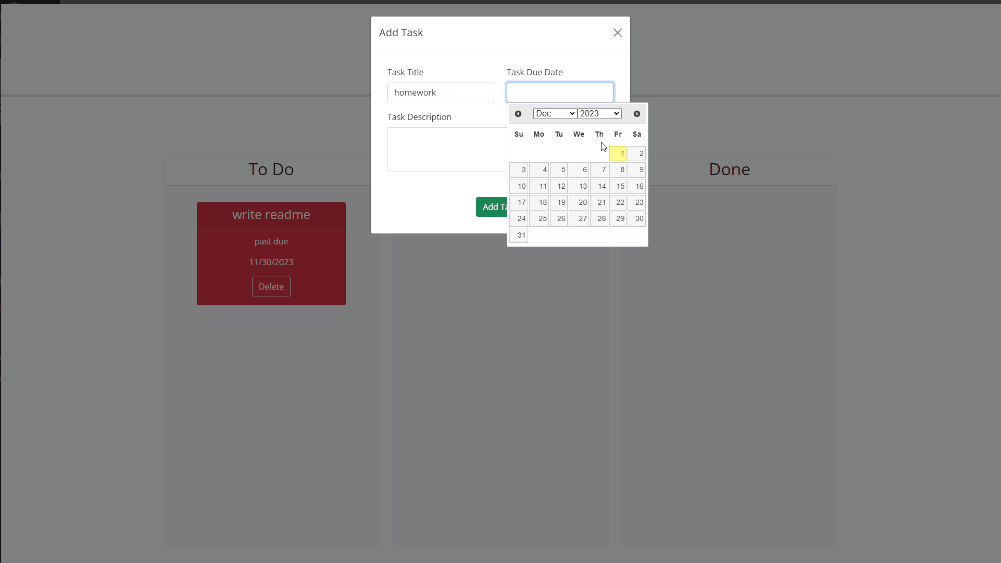 Add Task
Task Title
Task Due Date
homework
Dec 2023
Task Description
Su Mo Tu We Th Fr Sa
1 2
3 4 5 6 7 8 9
10 11 12 13 14 15 16
17 18 19 20 21 22 23
24 25 26 27 28 29 30
31
Add Ta
To Do
Done
write readme
past due
11/30/2023
Delete